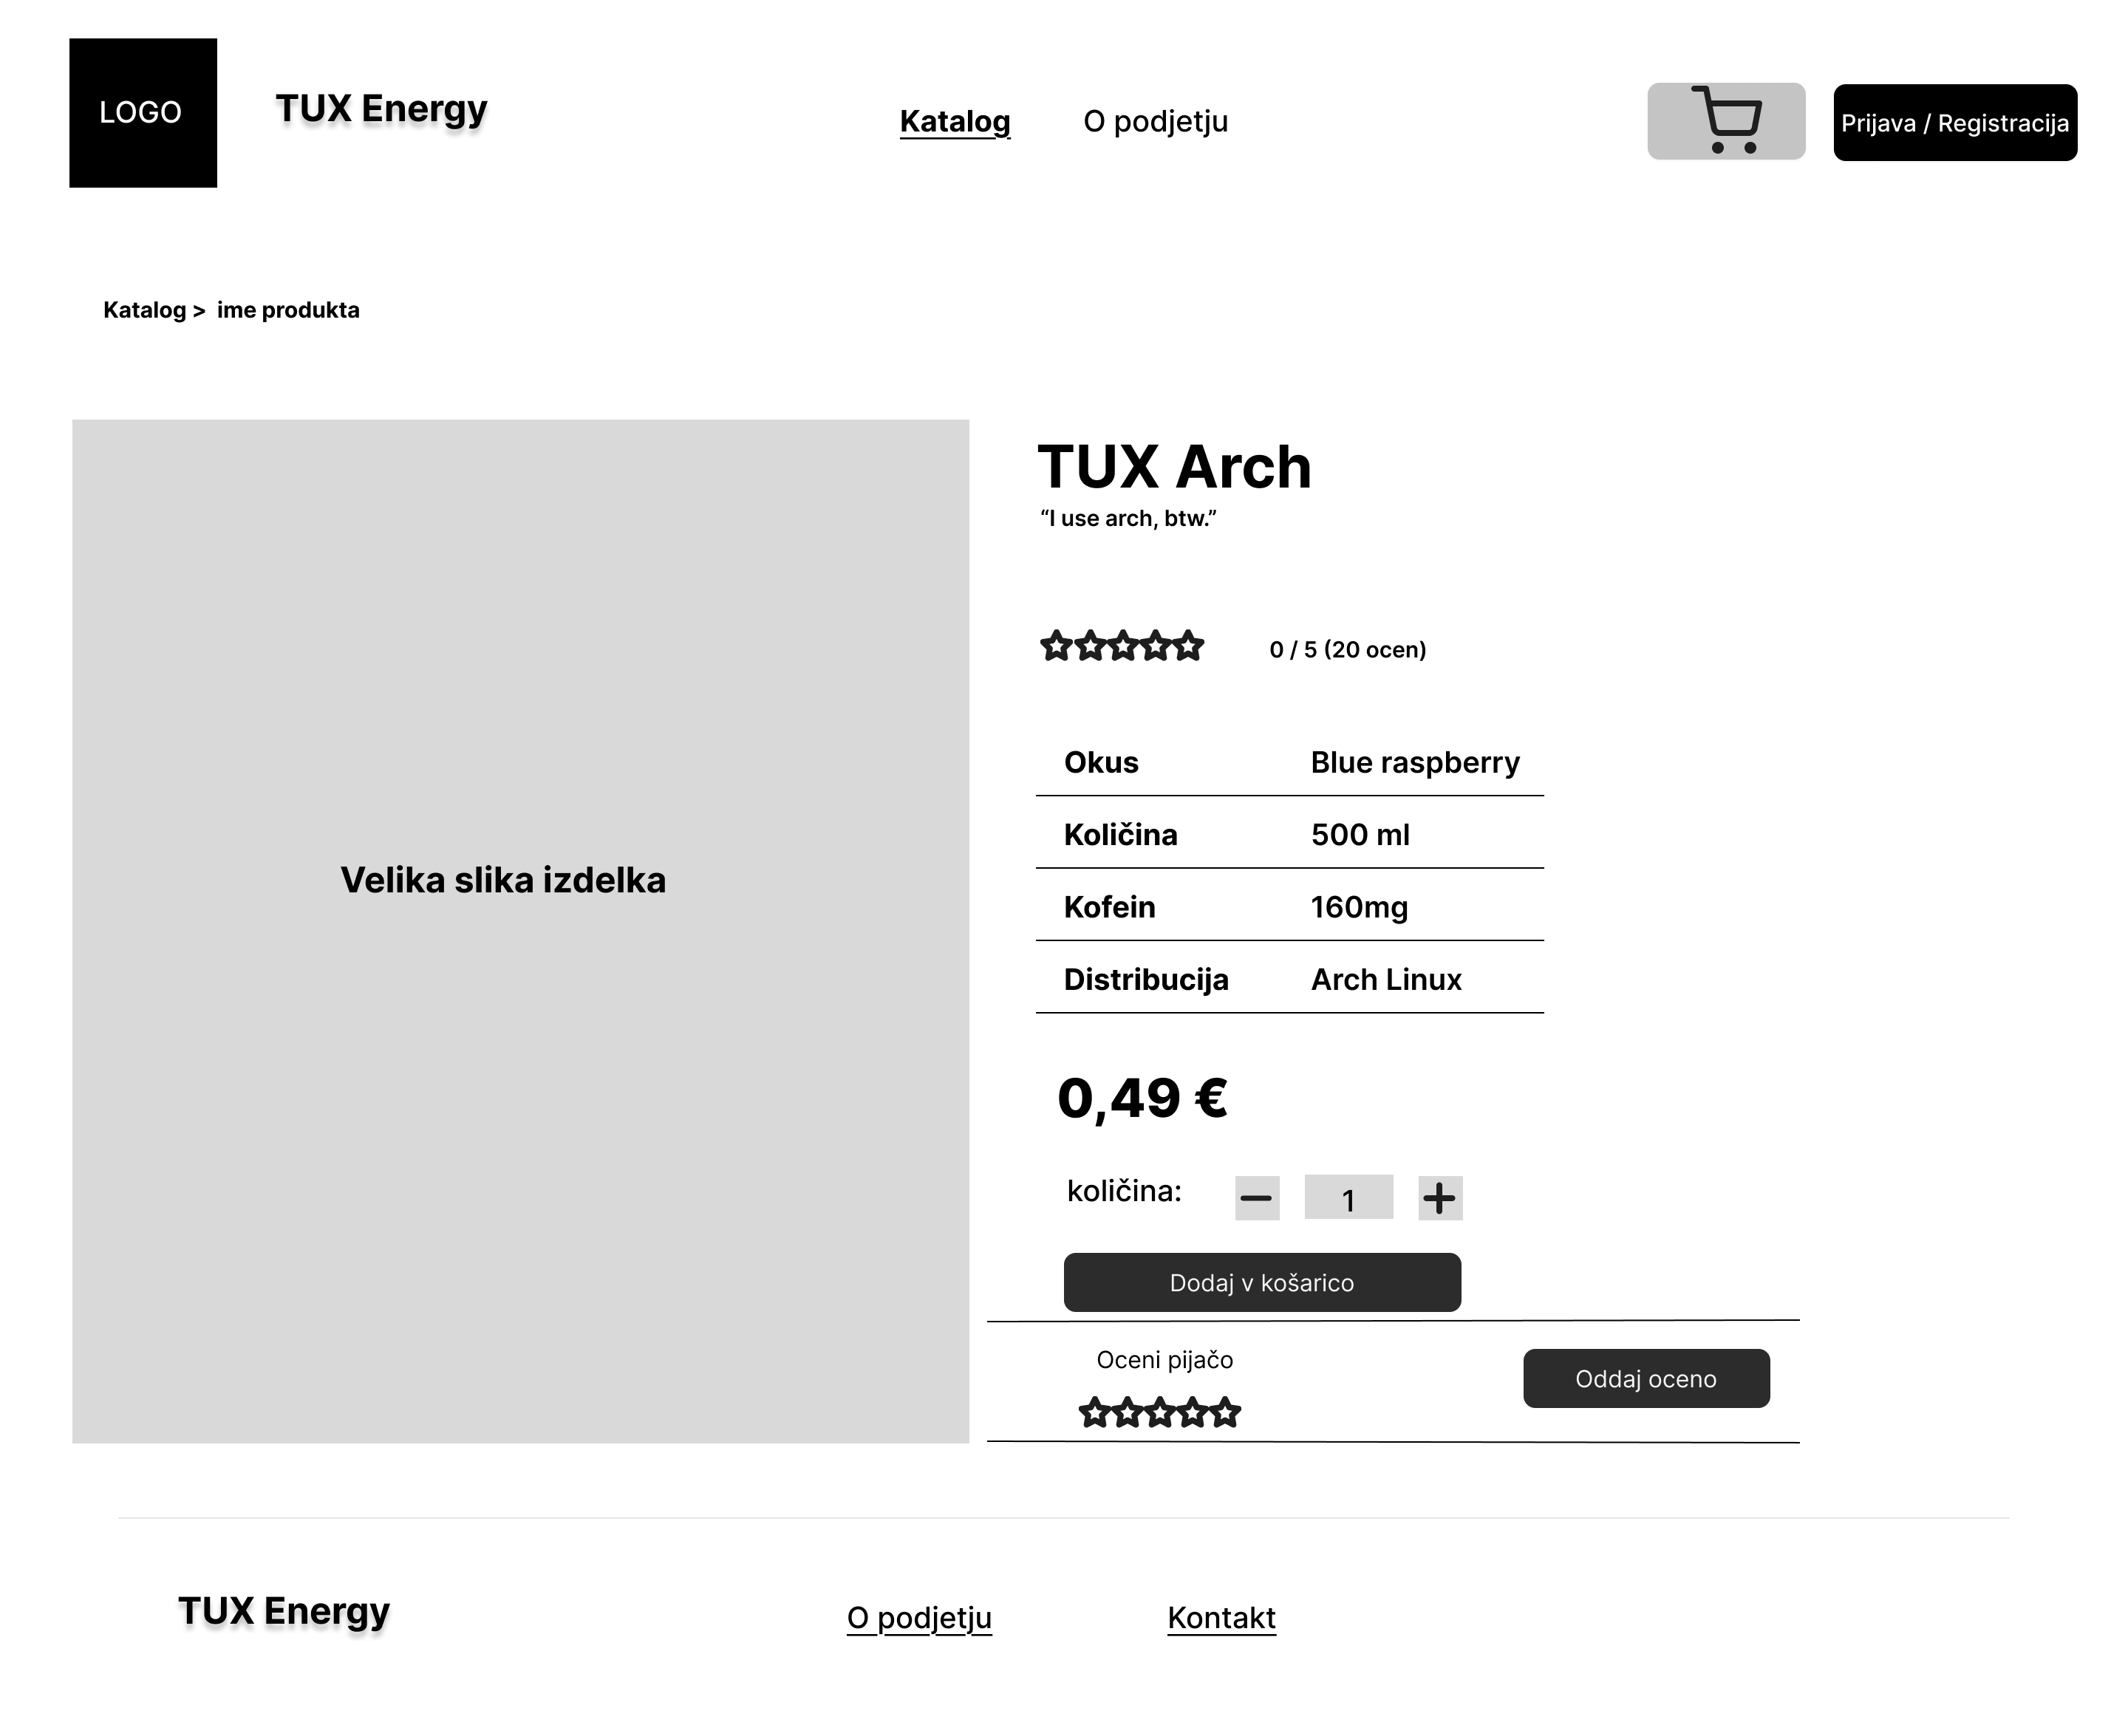 LOGO
TUX Energy
Katalog
O podjetju
Prijava / Registracija
Katalog > ime produkta
Velika slika izdelka
TUX Arch
“I use arch, btw.”
0 / 5 (20 ocen)
Okus Blue raspberry
Količina 500 ml
Kofein 160mg
Distribucija Arch Linux
0,49 €
količina: 1
Dodaj v košarico
Oceni pijačo
Oddaj oceno
TUX Energy
O podjetju
Kontakt